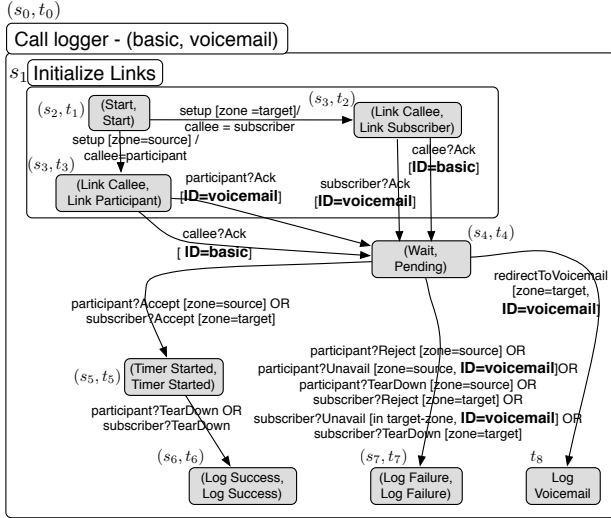 (s₀, t₀)
Call logger - (basic, voicemail)
s₁ Initialize Links
(s₂, t₁)
(Start,
Start)
setup [zone =target]/
callee = subscriber
(s₃, t₂)
(Link Callee,
Link Subscriber)
setup [zone=source] /
callee=participant
(s₃, t₃)
(Link Callee,
Link Participant)
participant?Ack
[ID=voicemail]
subscriber?Ack
[ID=voicemail]
callee?Ack
[ID=basic]
callee?Ack
[ ID=basic]
(s₄, t₄)
(Wait,
Pending)
redirectToVoicemail
[zone=target,
ID=voicemail]
participant?Accept [zone=source] OR
subscriber?Accept [zone=target]
(s₅, t₅)
(Timer Started,
Timer Started)
participant?Reject [zone=source] OR
participant?Unavail [zone=source, ID=voicemail]OR
participant?TearDown [zone=source] OR
subscriber?Reject [zone=target] OR
subscriber?Unavail [in target-zone, ID=voicemail] OR
subscriber?TearDown [zone=target]
participant?TearDown OR
subscriber?TearDown
(s₆, t₆)
(Log Success,
Log Success)
(s₇, t₇)
(Log Failure,
Log Failure)
t₈
Log
Voicemail